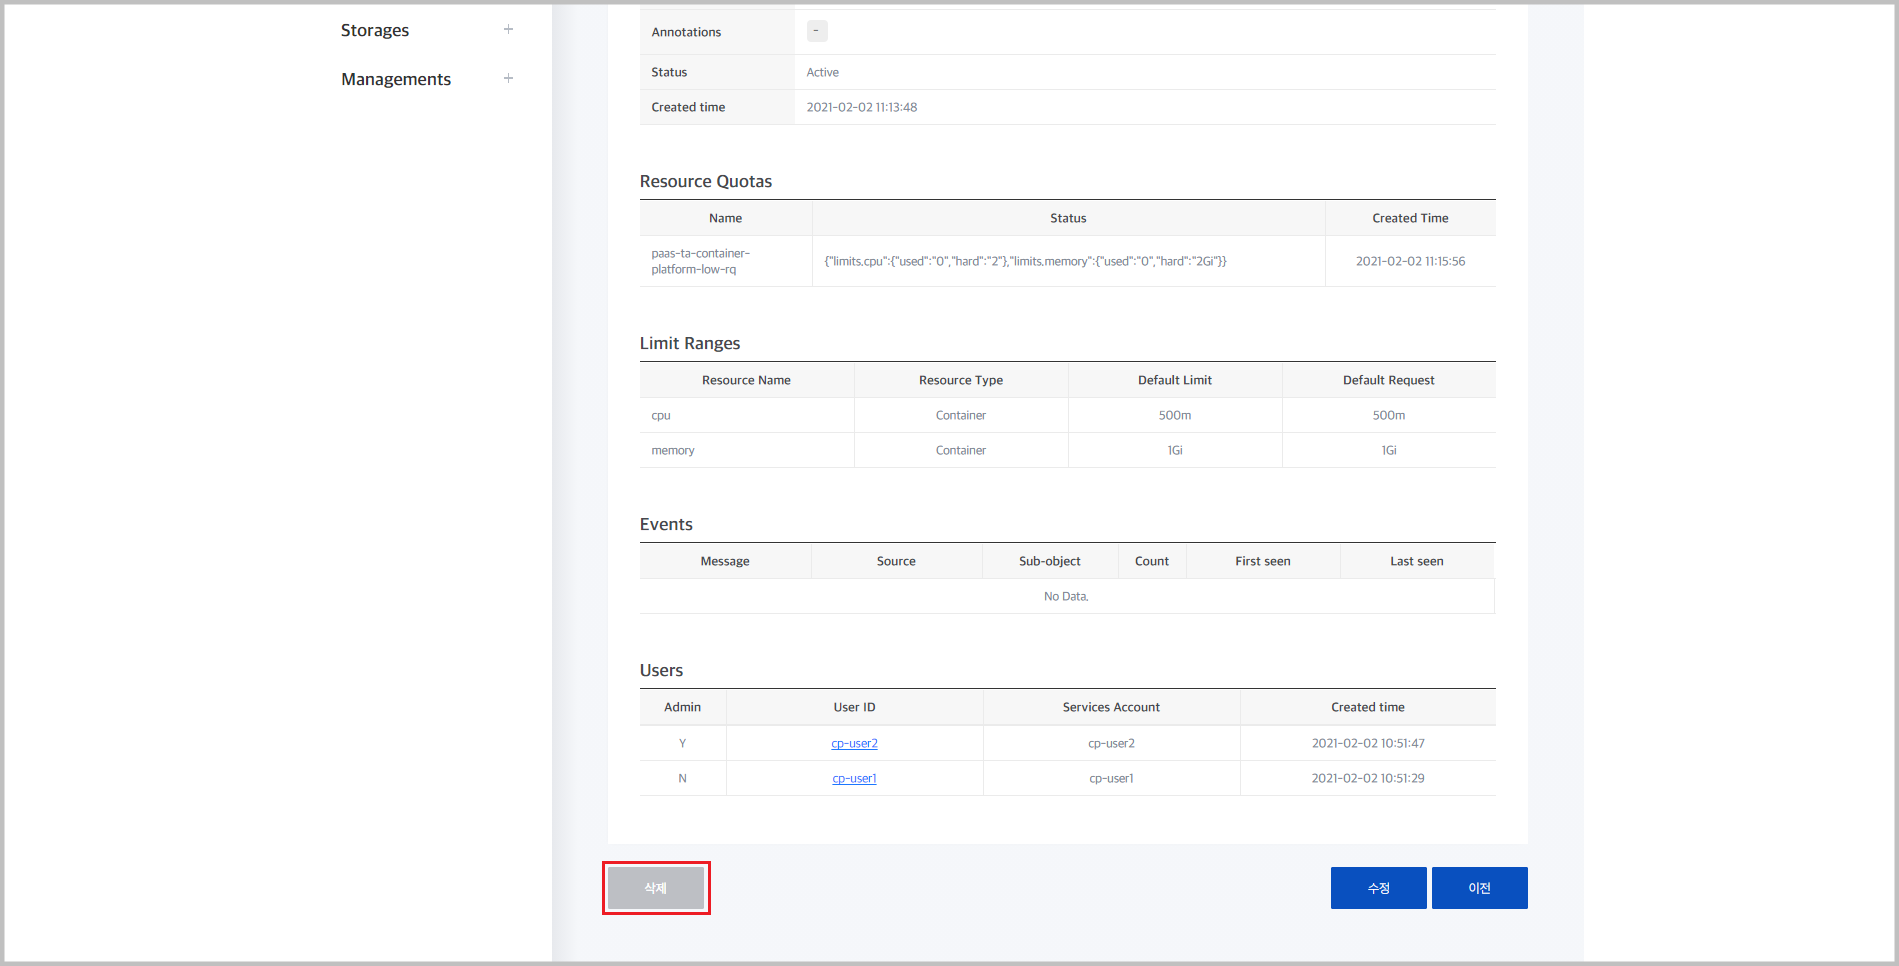 Storages +
Managements +
Annotations -
Status Active
Created time 2021-02-02 11:13:48
Resource Quotas
Name Status Created Time
paas-ta-container-
platform-low-rq {"limits.cpu":{"used":"0","hard":"2"},"limits.memory":{"used":"0","hard":"2Gi"}} 2021-02-02 11:15:56
Limit Ranges
Resource Name Resource Type Default Limit Default Request
cpu Container 500m 500m
memory Container 1Gi 1Gi
Events
Message Source Sub-object Count First seen Last seen
No Data.
Users
Admin User ID Services Account Created time
Y cp-user2 cp-user2 2021-02-02 10:51:47
N cp-user1 cp-user1 2021-02-02 10:51:29
삭제 수정 이전